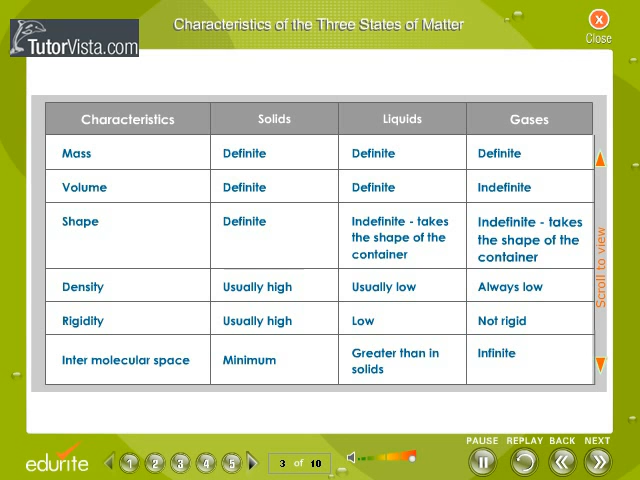 Characteristics of the Three States of Matter
TutorVista.com
Close
Characteristics Solids Liquids Gases
Mass Definite Definite Definite
Volume Definite Definite Indefinite
Shape Definite Indefinite - takes Indefinite - takes
the shape of the the shape of the
container container
Density Usually high Usually low Always low
Rigidity Usually high Low Not rigid
Inter molecular space Minimum Greater than in Infinite
solids
Scroll to view
PAUSE REPLAY BACK NEXT
edurite 1 2 3 4 5 3 of 10